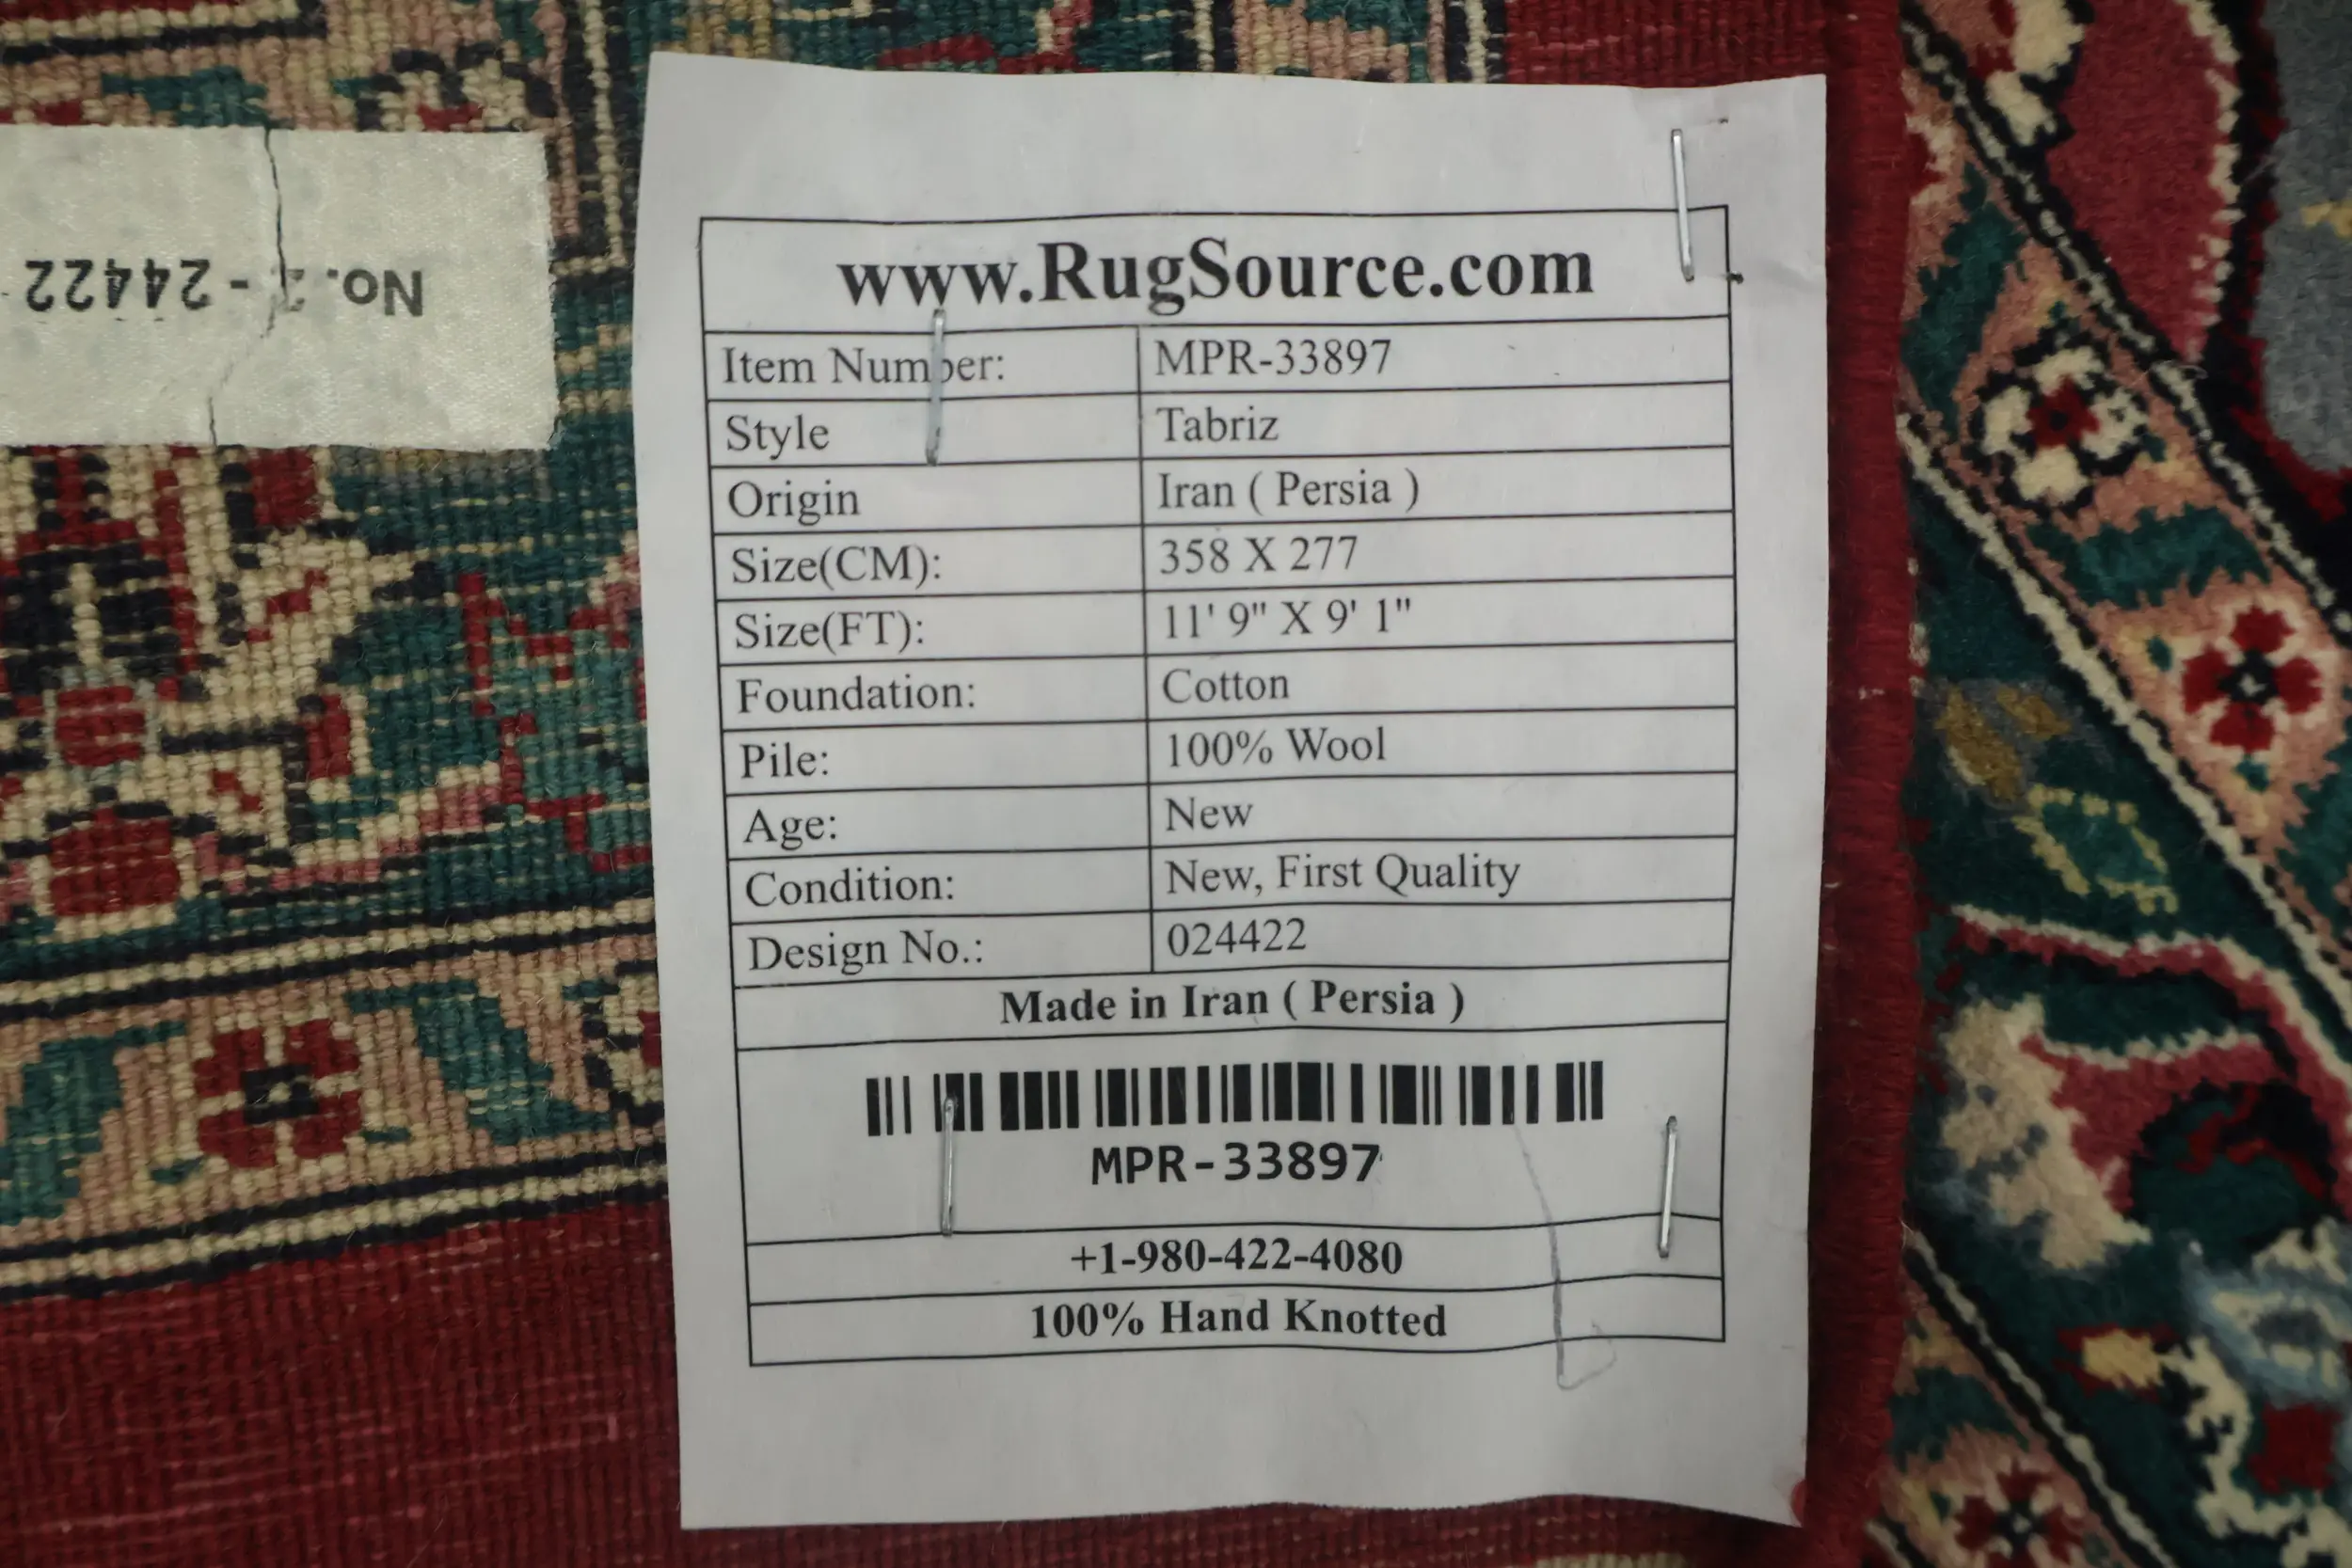 No. 2 - 24422
www.RugSource.com
Item Number: MPR-33897
Style Tabriz
Origin Iran ( Persia )
Size(CM): 358 X 277
Size(FT): 11' 9" X 9' 1"
Foundation: Cotton
Pile: 100% Wool
Age: New
Condition: New, First Quality
Design No.: 024422
Made in Iran ( Persia )
MPR-33897
+1-980-422-4080
100% Hand Knotted